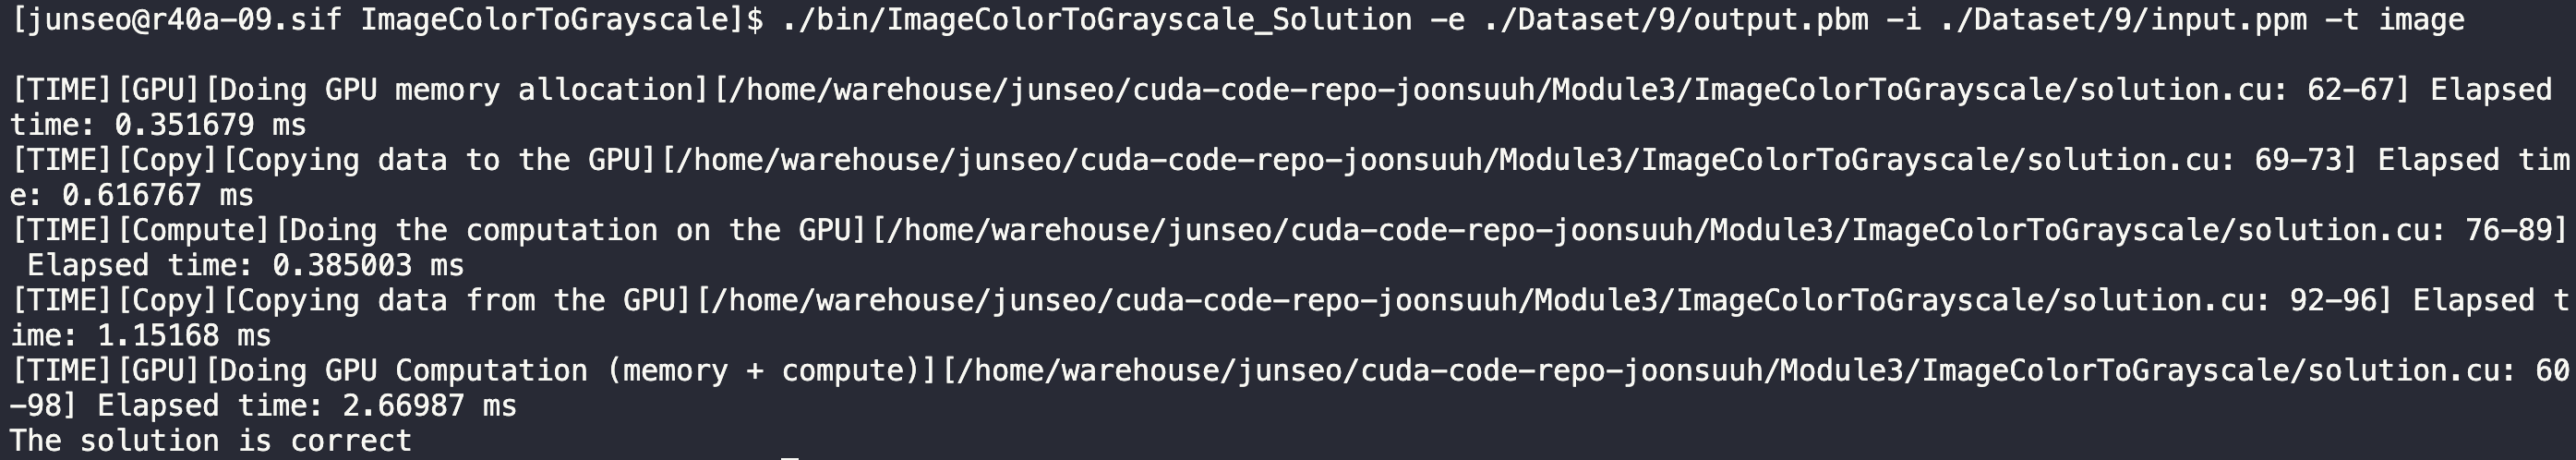 [junseo@r40a-09.sif ImageColorToGrayscale]$ ./bin/ImageColorToGrayscale_Solution -e ./Dataset/9/output.pbm -i ./Dataset/9/input.ppm -t image
[TIME][GPU][Doing GPU memory allocation][/home/warehouse/junseo/cuda-code-repo-joonsuuh/Module3/ImageColorToGrayscale/solution.cu: 62-67] Elapsed
time: 0.351679 ms
[TIME][Copy][Copying data to the GPU][/home/warehouse/junseo/cuda-code-repo-joonsuuh/Module3/ImageColorToGrayscale/solution.cu: 69-73] Elapsed tim
e: 0.616767 ms
[TIME][Compute][Doing the computation on the GPU][/home/warehouse/junseo/cuda-code-repo-joonsuuh/Module3/ImageColorToGrayscale/solution.cu: 76-89]
 Elapsed time: 0.385003 ms
[TIME][Copy][Copying data from the GPU][/home/warehouse/junseo/cuda-code-repo-joonsuuh/Module3/ImageColorToGrayscale/solution.cu: 92-96] Elapsed t
ime: 1.15168 ms
[TIME][GPU][Doing GPU Computation (memory + compute)][/home/warehouse/junseo/cuda-code-repo-joonsuuh/Module3/ImageColorToGrayscale/solution.cu: 60
-98] Elapsed time: 2.66987 ms
The solution is correct